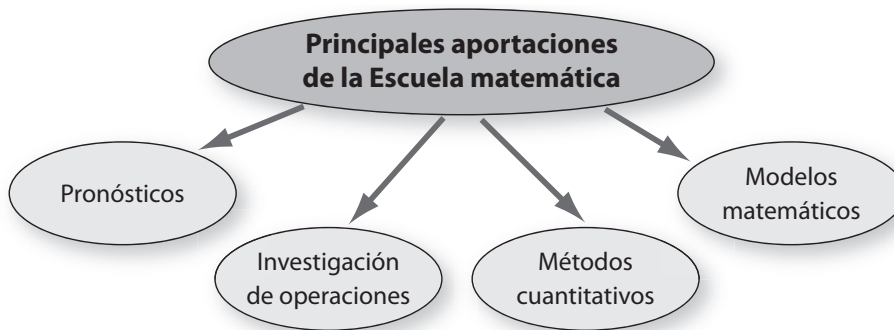 Principales aportaciones
de la Escuela matemática
Pronósticos
Investigación
de operaciones
Métodos
cuantitativos
Modelos
matemáticos